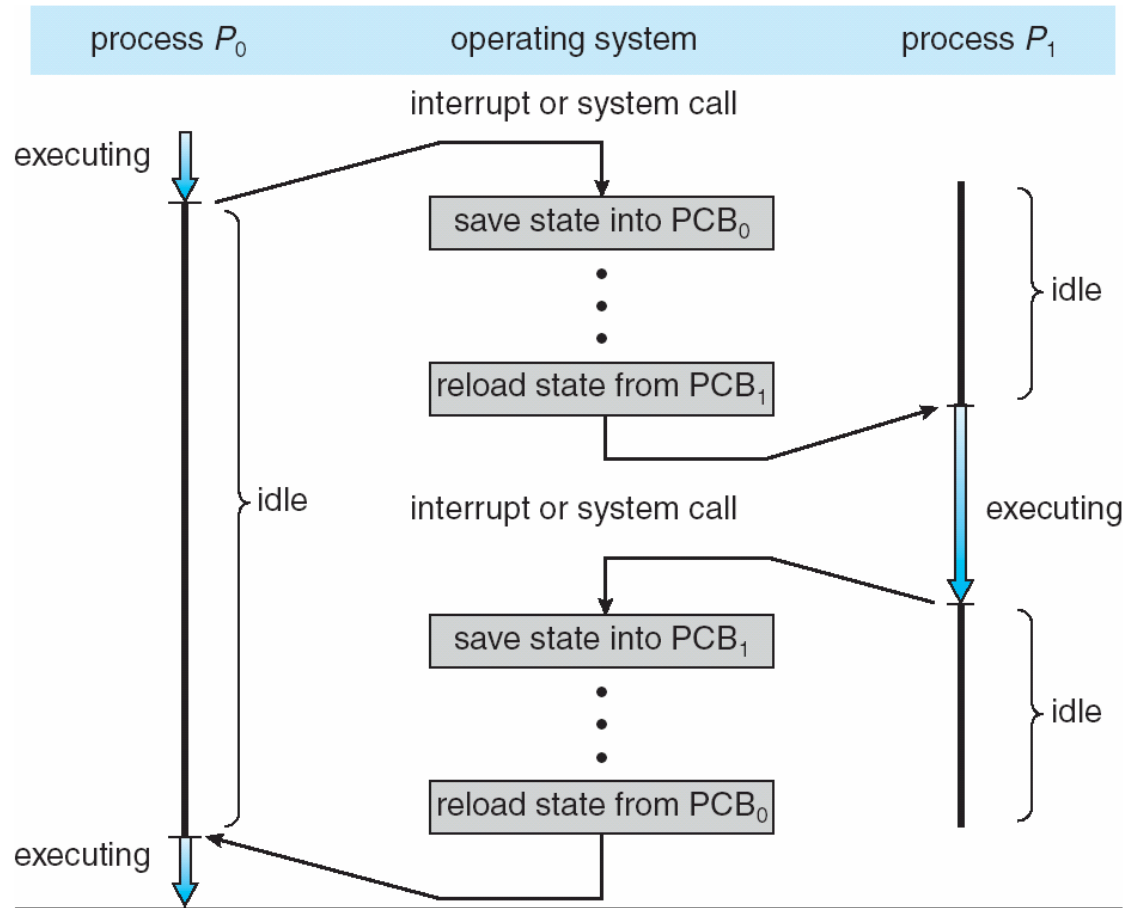 process P₀ operating system process P₁
interrupt or system call
executing
save state into PCB₀
idle
reload state from PCB₁
idle
interrupt or system call
executing
save state into PCB₁
idle
reload state from PCB₀
executing